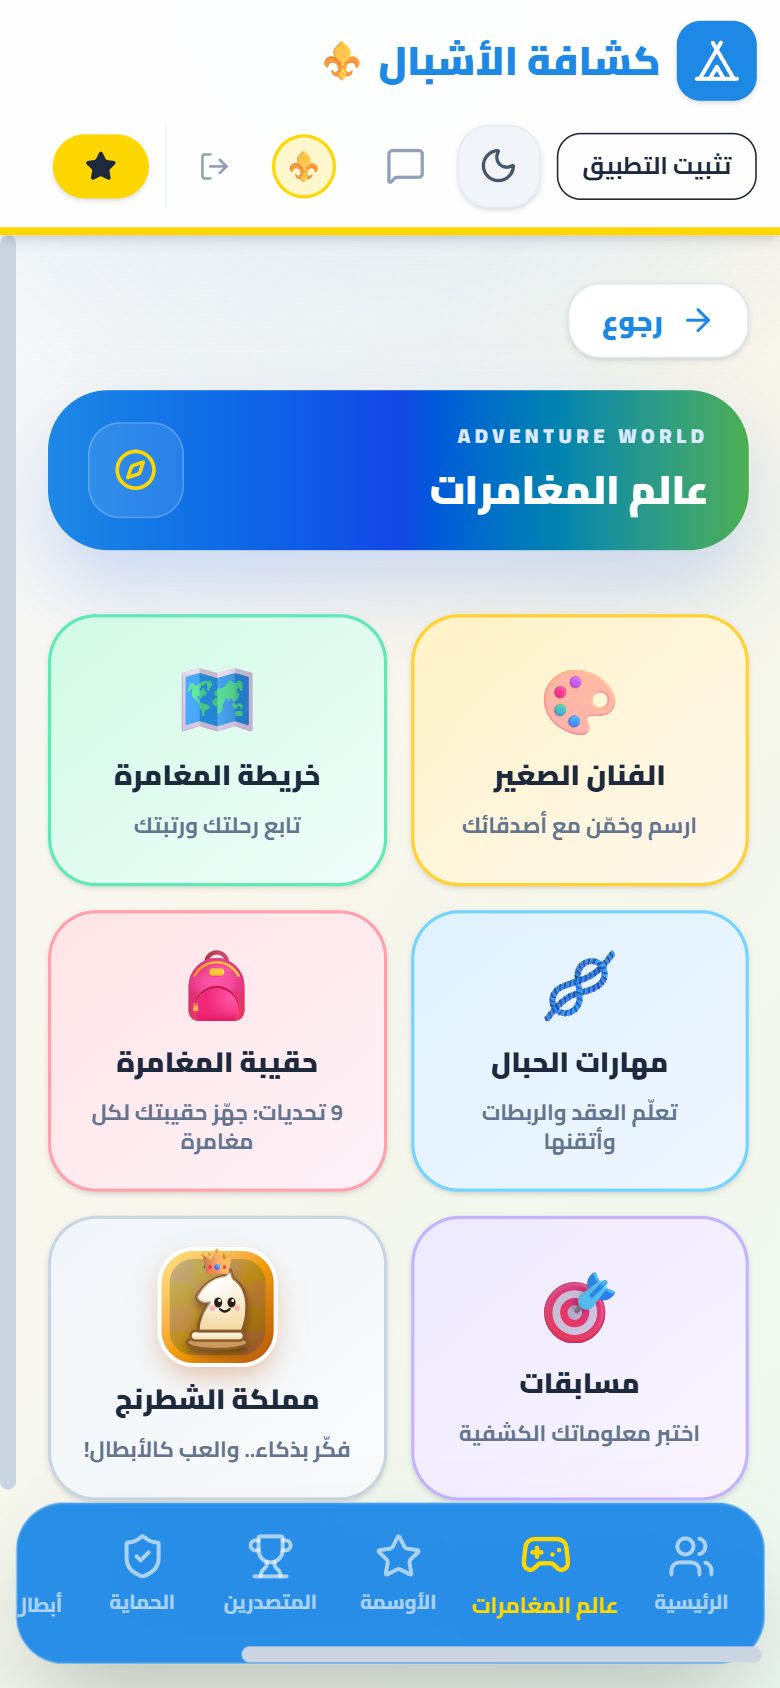 كشافة الأشبال
تثبيت التطبيق
رجوع
ADVENTURE WORLD
عالم المغامرات
الفنان الصغير
ارسم وخمّن مع أصدقائك
خريطة المغامرة
تابع رحلتك ورتبتك
مهارات الحبال
تعلّم العقد والربطات
وأتقنها
حقيبة المغامرة
9 تحديات: جهّز حقيبتك لكل
مغامرة
مسابقات
اختبر معلوماتك الكشفية
مملكة الشطرنج
فكّر بذكاء.. والعب كالأبطال!
الرئيسية
عالم المغامرات
الأوسمة
المتصدرين
الحماية
أبطال